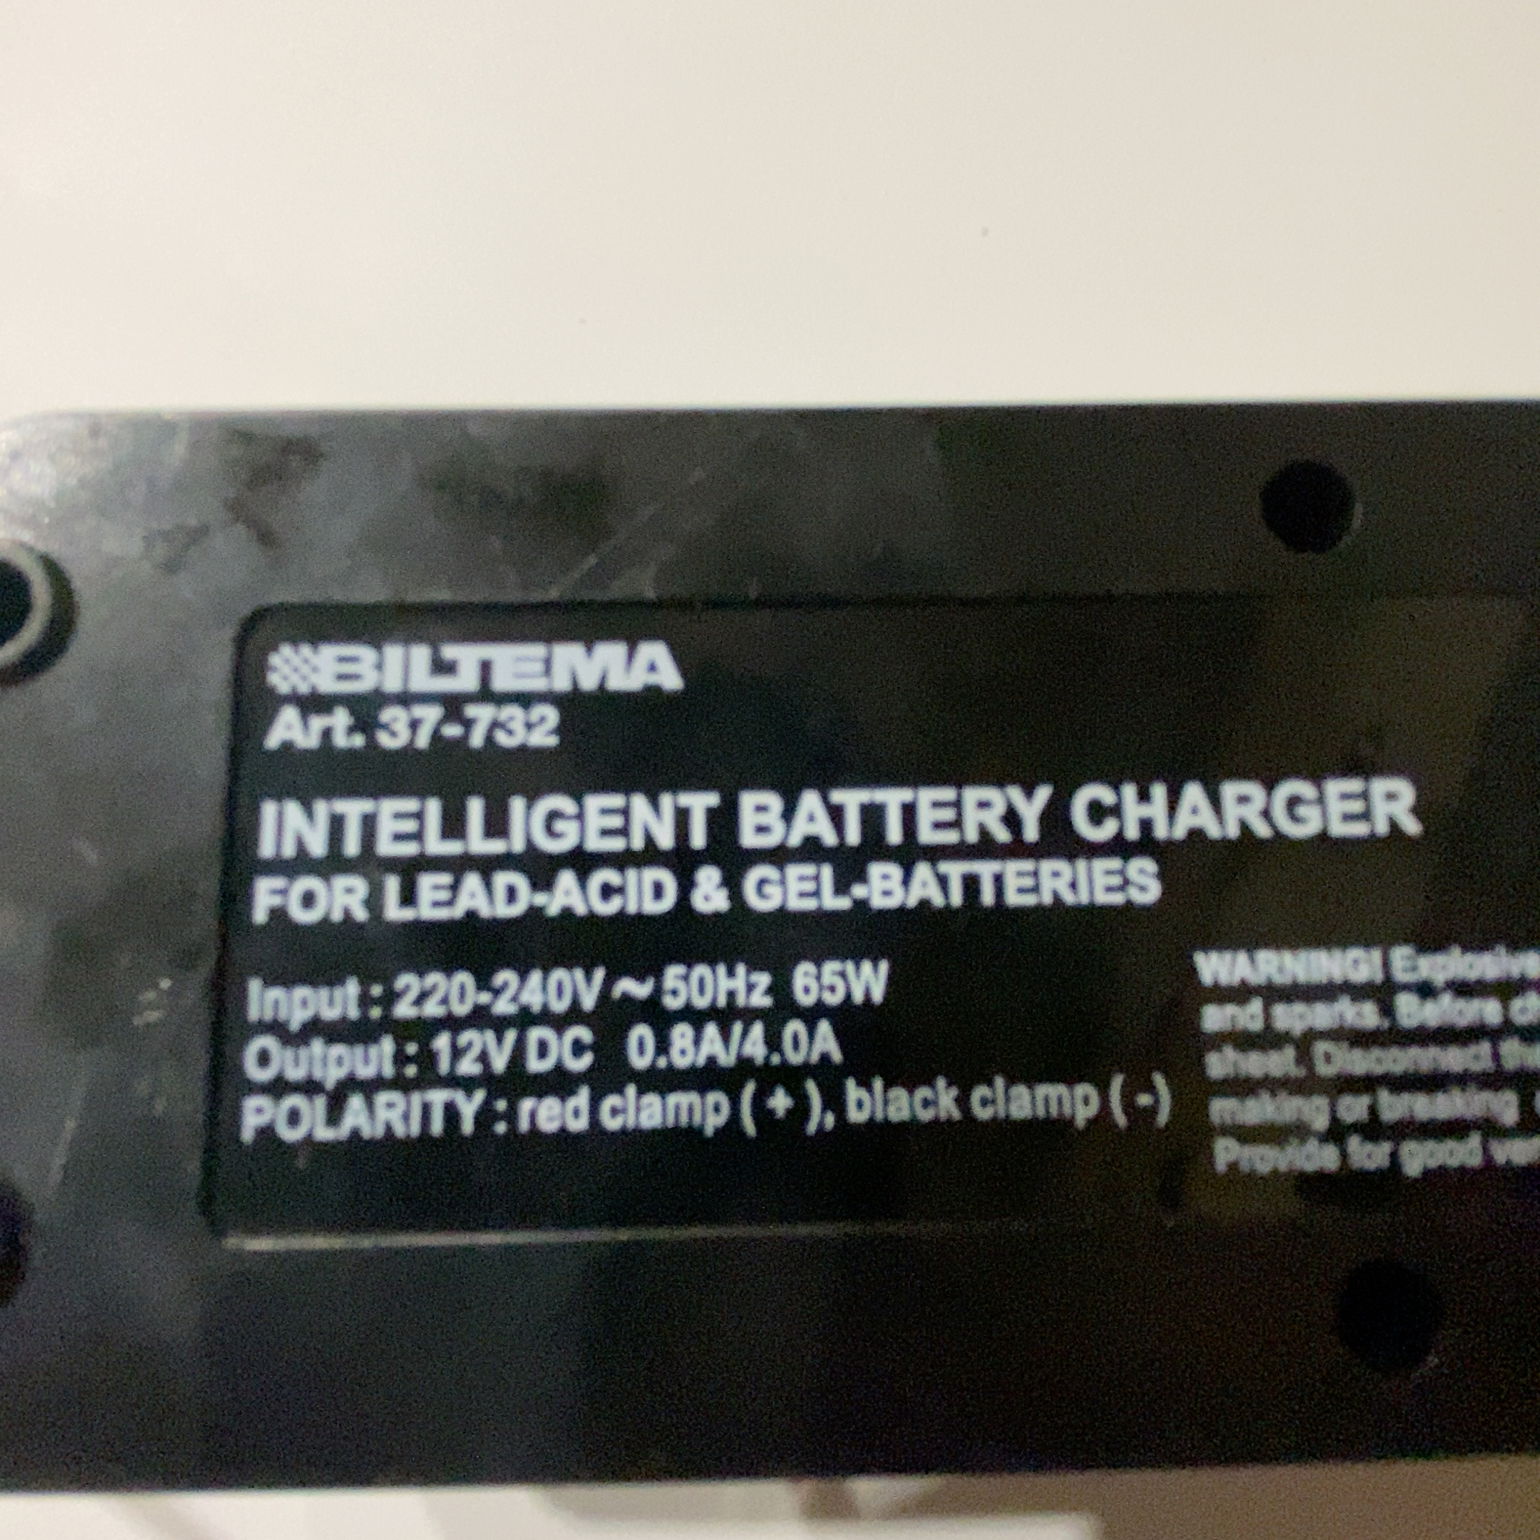 BILTEMA
Art. 37-732
INTELLIGENT BATTERY CHARGER
FOR LEAD-ACID & GEL-BATTERIES
Input : 220-240V ~ 50Hz 65W
Output : 12V DC 0.8A/4.0A
POLARITY : red clamp ( + ), black clamp ( - )
WARNING! Explosive
and sparks. Before
sheet. Disconnect
making or breaking
Provide for good